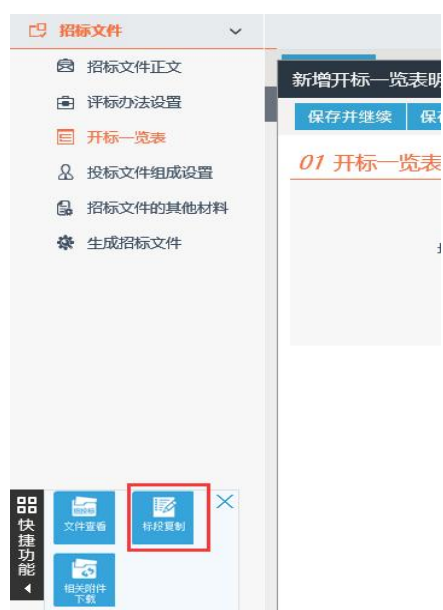 招标文件
招标文件正文
评标办法设置
开标一览表
投标文件组成设置
招标文件的其他材料
生成招标文件
新增开标一览表明
保存并继续
保存
01 开标一览表
快捷功能
文件查看
标段复制
相关附件
下载